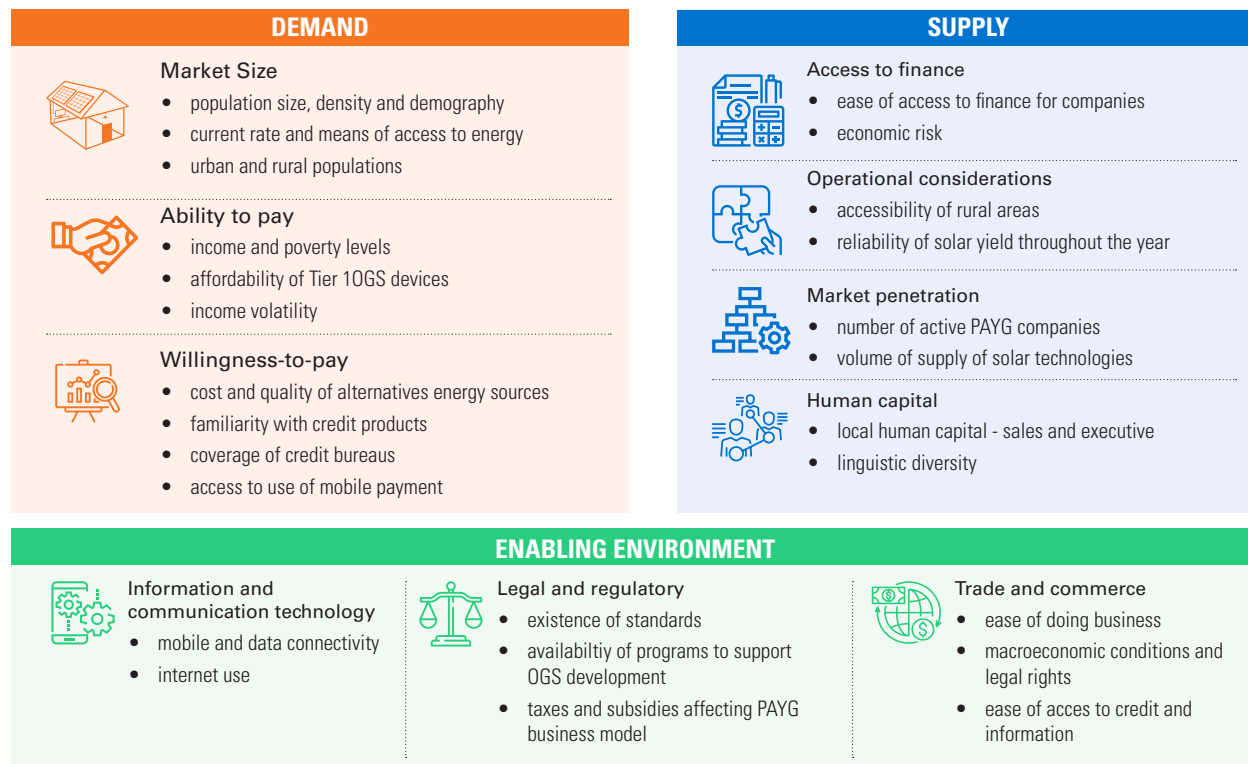 DEMAND
Market Size
• population size, density and demography
• current rate and means of access to energy
• urban and rural populations
Ability to pay
• income and poverty levels
• affordability of Tier 1OGS devices
• income volatility
Willingness-to-pay
• cost and quality of alternatives energy sources
• familiarity with credit products
• coverage of credit bureaus
• access to use of mobile payment
SUPPLY
Access to finance
• ease of access to finance for companies
• economic risk
Operational considerations
• accessibility of rural areas
• reliability of solar yield throughout the year
Market penetration
• number of active PAYG companies
• volume of supply of solar technologies
Human capital
• local human capital - sales and executive
• linguistic diversity
ENABLING ENVIRONMENT
Information and
communication technology
• mobile and data connectivity
• internet use
Legal and regulatory
• existence of standards
• availabiltiy of programs to support
OGS development
• taxes and subsidies affecting PAYG
business model
Trade and commerce
• ease of doing business
• macroeconomic conditions and
legal rights
• ease of acces to credit and
information